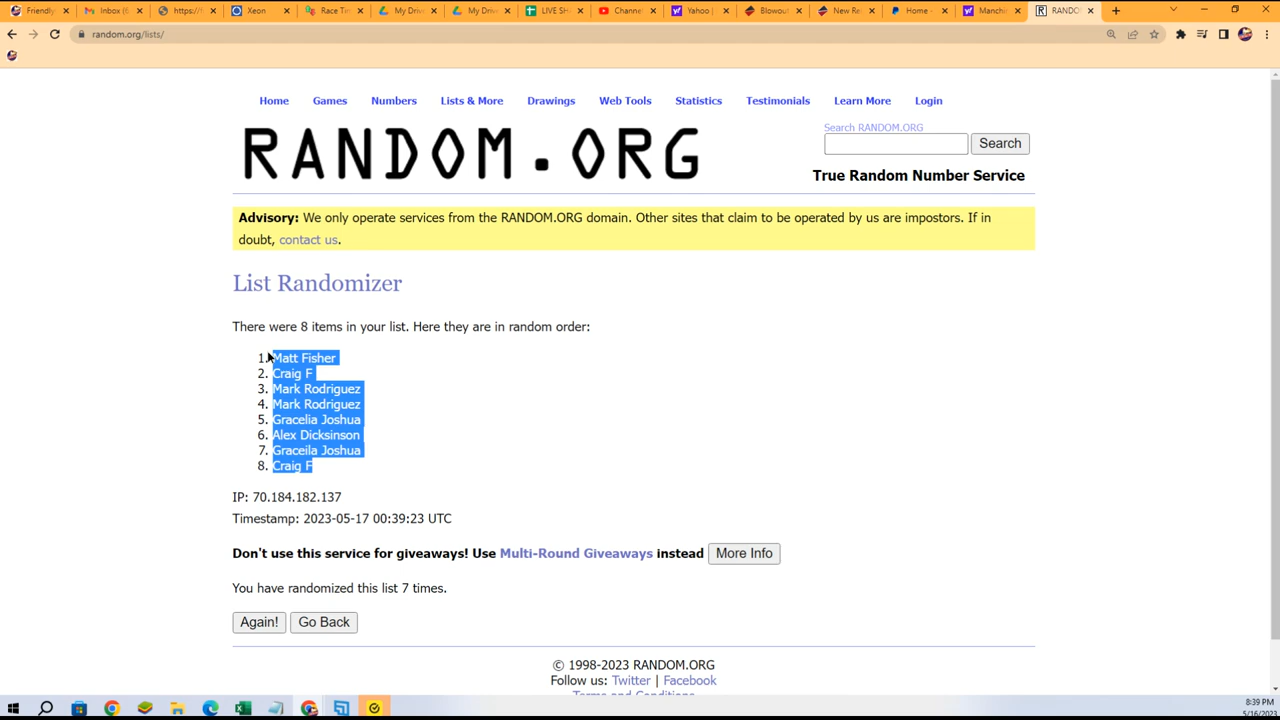 Friendly
Inbox (6
https://
Xeon
Race Tim
My Drive
My Drive
LIVE SH
Channel
Yahoo |
Blowout
New Re
Home -
Manchi
RANDO
random.org/lists/
Home Games Numbers Lists & More Drawings Web Tools Statistics Testimonials Learn More Login
RANDOM.ORG
Search RANDOM.ORG
Search
True Random Number Service
Advisory: We only operate services from the RANDOM.ORG domain. Other sites that claim to be operated by us are impostors. If in
doubt, contact us.
List Randomizer
There were 8 items in your list. Here they are in random order:
1. Matt Fisher
2. Craig F
3. Mark Rodriguez
4. Mark Rodriguez
5. Gracelia Joshua
6. Alex Dicksinson
7. Graceila Joshua
8. Craig F
IP: 70.184.182.137
Timestamp: 2023-05-17 00:39:23 UTC
Don't use this service for giveaways! Use Multi-Round Giveaways instead More Info
You have randomized this list 7 times.
Again! Go Back
© 1998-2023 RANDOM.ORG
Follow us: Twitter | Facebook
Terms and Conditions
8:39 PM
5/16/2023